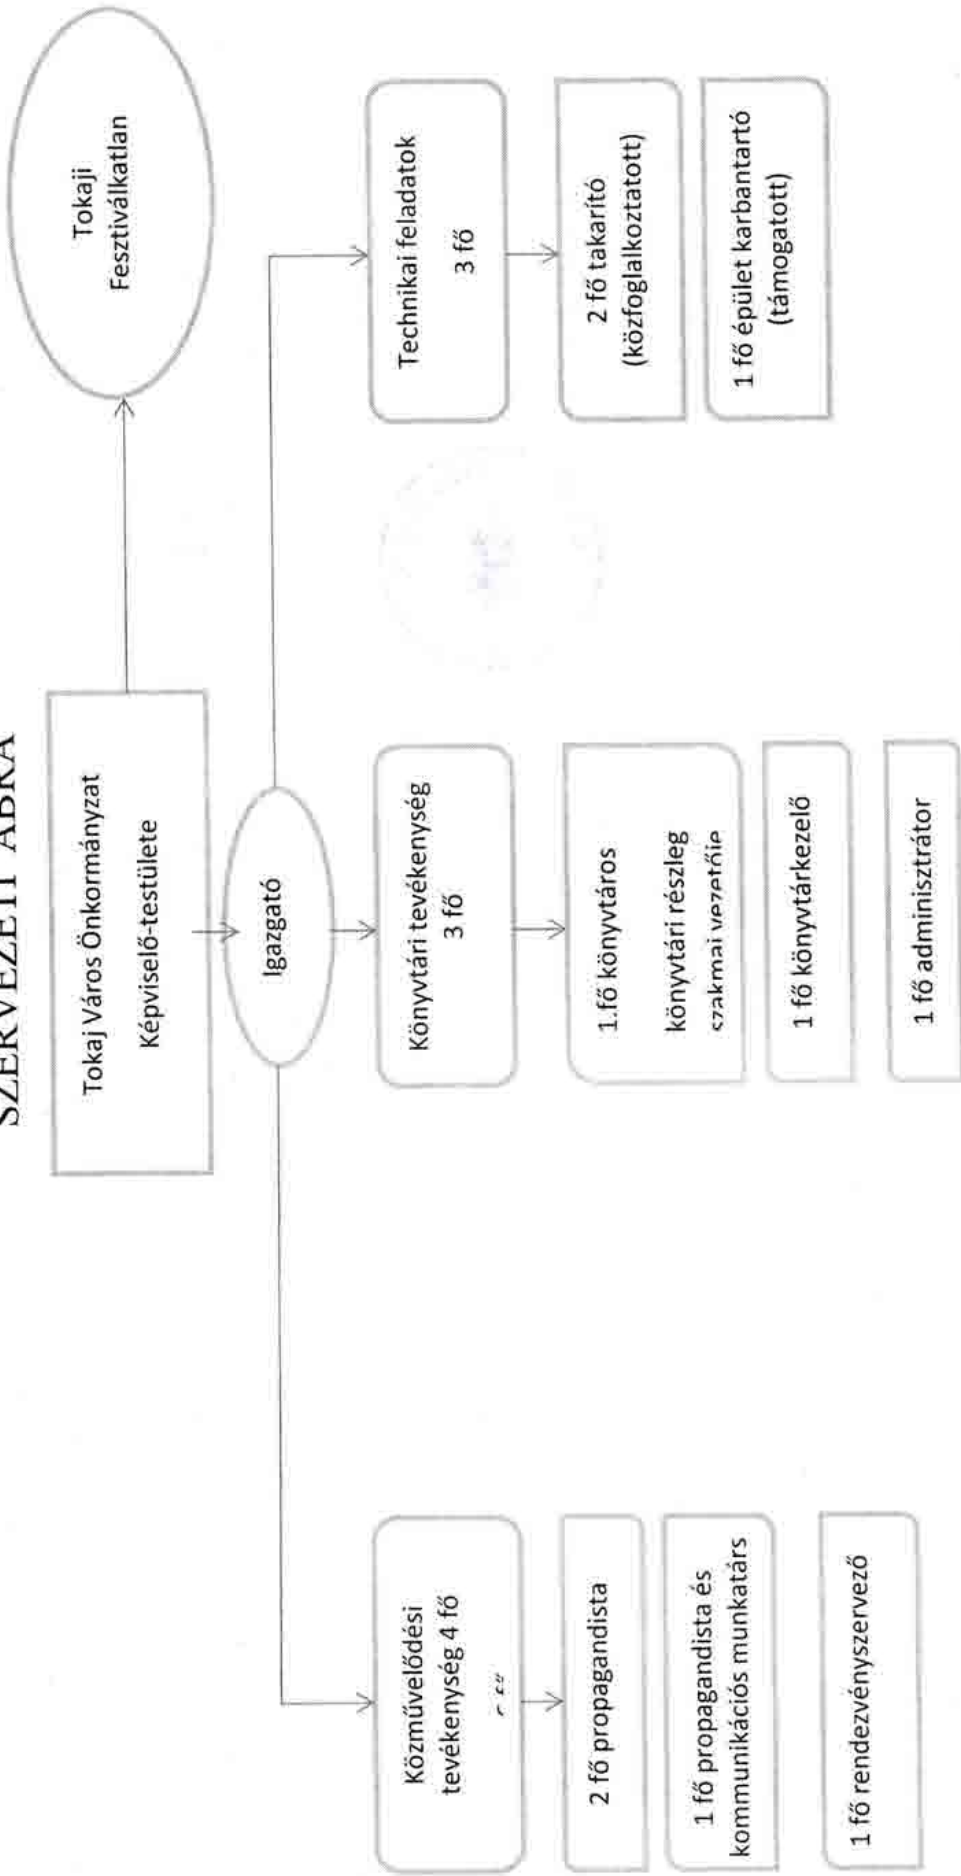 SZERVEZETI ÁBRA
Tokaj Város Önkormányzat
Képviselő-testülete
Tokaji
Fesztiválkatlan
Igazgató
Közművelődési
tevékenység 4 fő
2 fő propagandista
1 fő propagandista és
kommunikációs munkatárs
1 fő rendezvényszervező
Könyvtári tevékenység
3 fő
1.fő könyvtáros
könyvtári részleg
szakmai vezetője
1 fő könyvtárkezelő
1 fő adminisztrátor
Technikai feladatok
3 fő
2 fő takarító
(közfoglalkoztatott)
1 fő épület karbantartó
(támogatott)